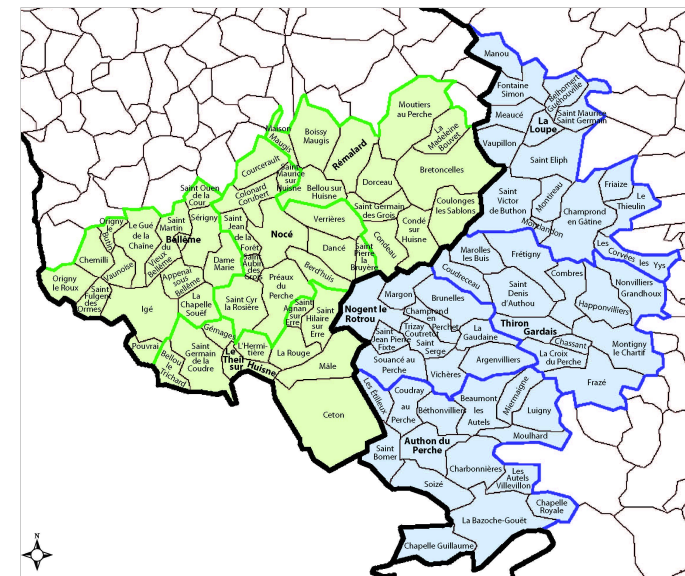 Manou
Fontaine
Simon
Belhomert
Guéhouville
Meaucé
La
Loupe
Saint Maurice
Saint Germain
Vaupillon
Saint Eliph
Moutiers
au Perche
La
Madeleine
Bouvet
Boissy
Maugis
Rémalard
Maison
Maugis
Courcerault
Saint
Maurice
sur
Huisne
Bretoncelles
Dorceau
Bellou sur
Huisne
Colonard
Corubert
Saint Ouen
de la
Cour
Saint Germain
des Grois
Coulonges
les Sablons
Condé
sur
Huisne
Condeau
Saint
Victor
de Buthon
Montireau
Montlandon
Champrond
en Gâtine
Friaize
Le
Thieulin
Les
Corvées
les Yys
Origny
le
Butin
Le Gué
de la
Chaîne
Saint
Martin
du
Vieux
Bellême
Sérigny
Bellême
Saint
Jean
de la
Forêt
Nocé
Verrières
Dancé
Saint
Pierre
la
Bruyère
Chemilli
Vaunoise
Appenai
sous
Bellême
Dame
Marie
Saint
Aubin
des
Grois
Berd'huis
Préaux
du
Perche
Origny
le Roux
Saint
Fulgent
des
Ormes
Igé
La
Chapelle
Souëf
Saint Cyr
la Rosière
Saint
Agnan
sur
Erre
Saint
Hilaire
sur
Erre
Pouvrai
Bellou
le
Trichard
Saint
Germain
de la
Coudre
Gémages
L'Hermi-
tière
Le
Theil
sur
Huisne
La Rouge
Mâle
Ceton
Marolles
les Buis
Frétigny
Coudreceau
Combres
Nonvilliers
Grandhoux
Saint
Denis
d'Authou
Happonvilliers
Nogent le
Rotrou
Margon
Brunelles
Champrond
en
Perchet
Trizay
Coutretot
Saint
Jean Pierre
Fixte
Saint
Serge
La
Gaudaine
Thiron
Gardais
Chassant
La Croix
du Perche
Montigny
le Chartif
Argenvilliers
Souancé au
Perche
Vichères
Frazé
Les Etilleux
Coudray
au
Perche
Béthonvilliers
Beaumont
les
Autels
Miermaigne
Luigny
Moulhard
Authon du
Perche
Saint
Bomer
Charbonnières
Les
Autels
Villevillon
Soizé
Chapelle
Royale
La Bazoche-Gouët
Chapelle Guillaume
N